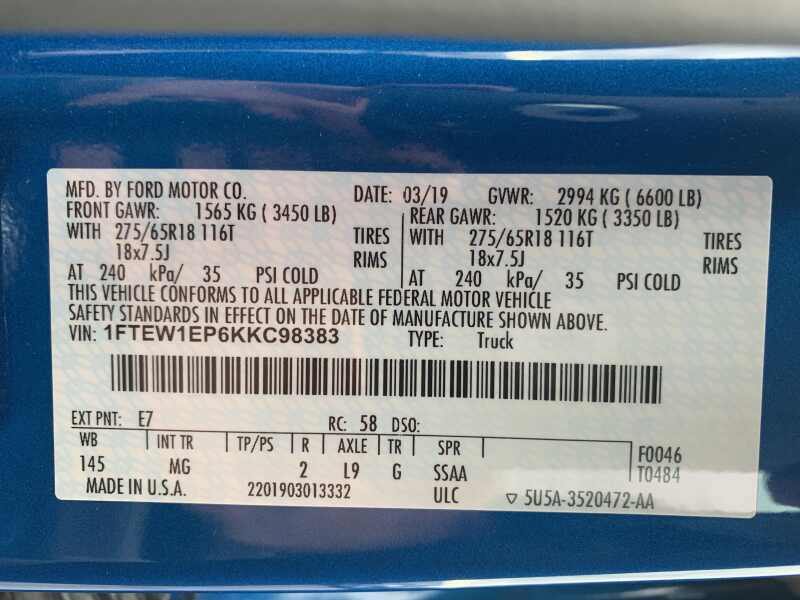 MFD. BY FORD MOTOR CO. DATE: 03/19 GVWR: 2994 KG ( 6600 LB)
FRONT GAWR: 1565 KG ( 3450 LB) REAR GAWR: 1520 KG ( 3350 LB)
WITH 275/65R18 116T TIRES WITH 275/65R18 116T TIRES
18x7.5J RIMS 18x7.5J RIMS
AT 240 kPa/ 35 PSI COLD AT 240 kPa/ 35 PSI COLD
THIS VEHICLE CONFORMS TO ALL APPLICABLE FEDERAL MOTOR VEHICLE
SAFETY STANDARDS IN EFFECT ON THE DATE OF MANUFACTURE SHOWN ABOVE.
VIN: 1FTEW1EP6KKC98383 TYPE: Truck
EXT PNT: E7 RC: 58 DSO:
WB INT TR TP/PS R AXLE TR SPR F0046
145 MG 2 L9 G SSAA T0484
MADE IN U.S.A. 2201903013332 ULC ▽ 5U5A-3520472-AA